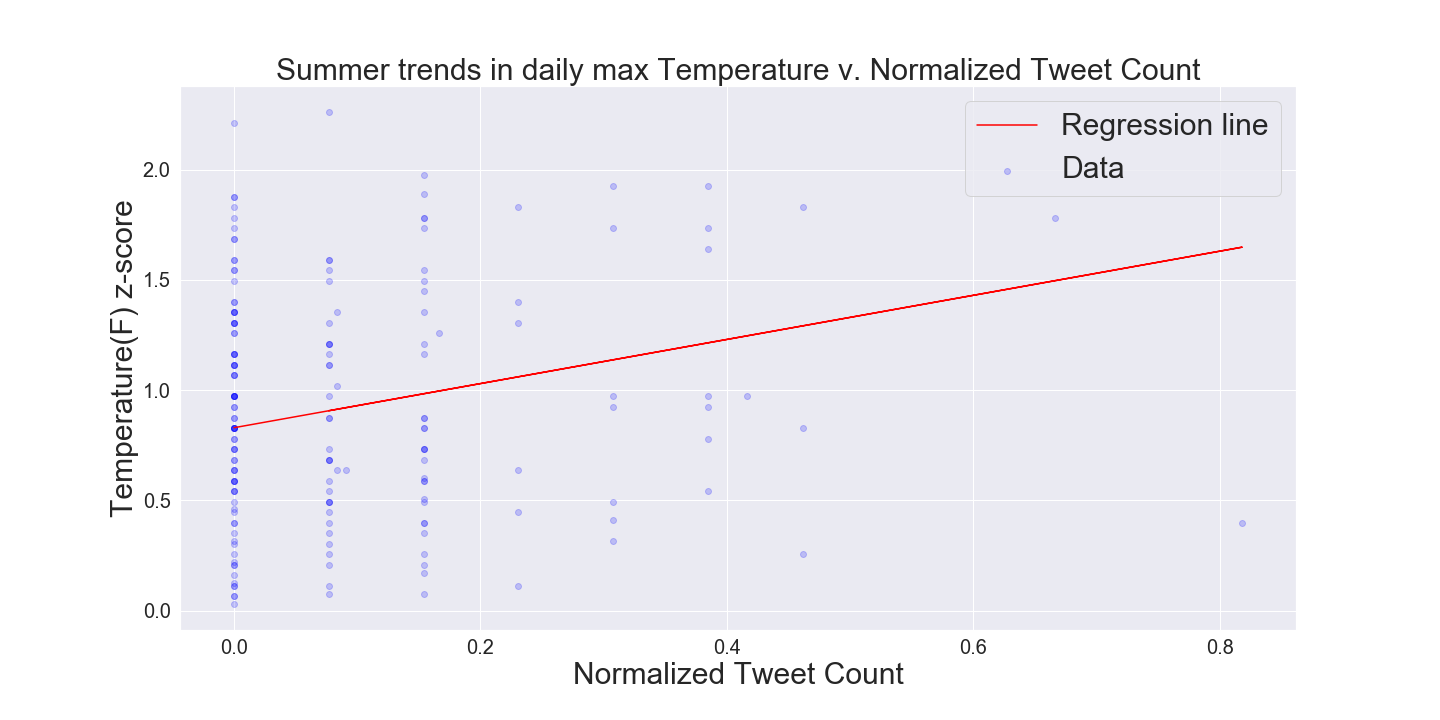 Summer trends in daily max Temperature v. Normalized Tweet Count
Regression line
Data
Temperature(F) z-score
2.0
1.5
1.0
0.5
0.0
0.0 0.2 0.4 0.6 0.8
Normalized Tweet Count